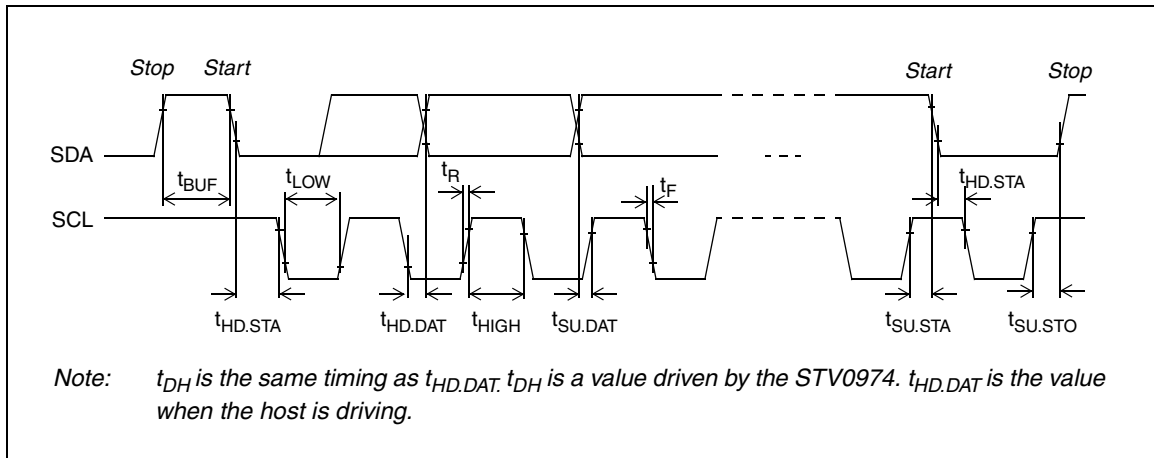 Stop Start Start Stop
SDA
tBUF tLOW tR tF tHD.STA
SCL
tHD.STA tHD.DAT tHIGH tSU.DAT tSU.STA tSU.STO
Note: tDH is the same timing as tHD.DAT. tDH is a value driven by the STV0974. tHD.DAT is the value
when the host is driving.